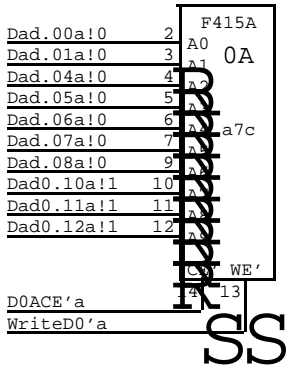 F415A
Dad.00a!0 2 A0 0A
Dad.01a!0 3 A1
Dad.04a!0 4 A2
Dad.05a!0 5
Dad.06a!0 6 a7c
Dad.07a!0 7
Dad.08a!0 9
Dad0.10a!1 10
Dad0.11a!1 11
Dad0.12a!1 12
WE'
13
D0ACE'a
WriteD0'a
SS